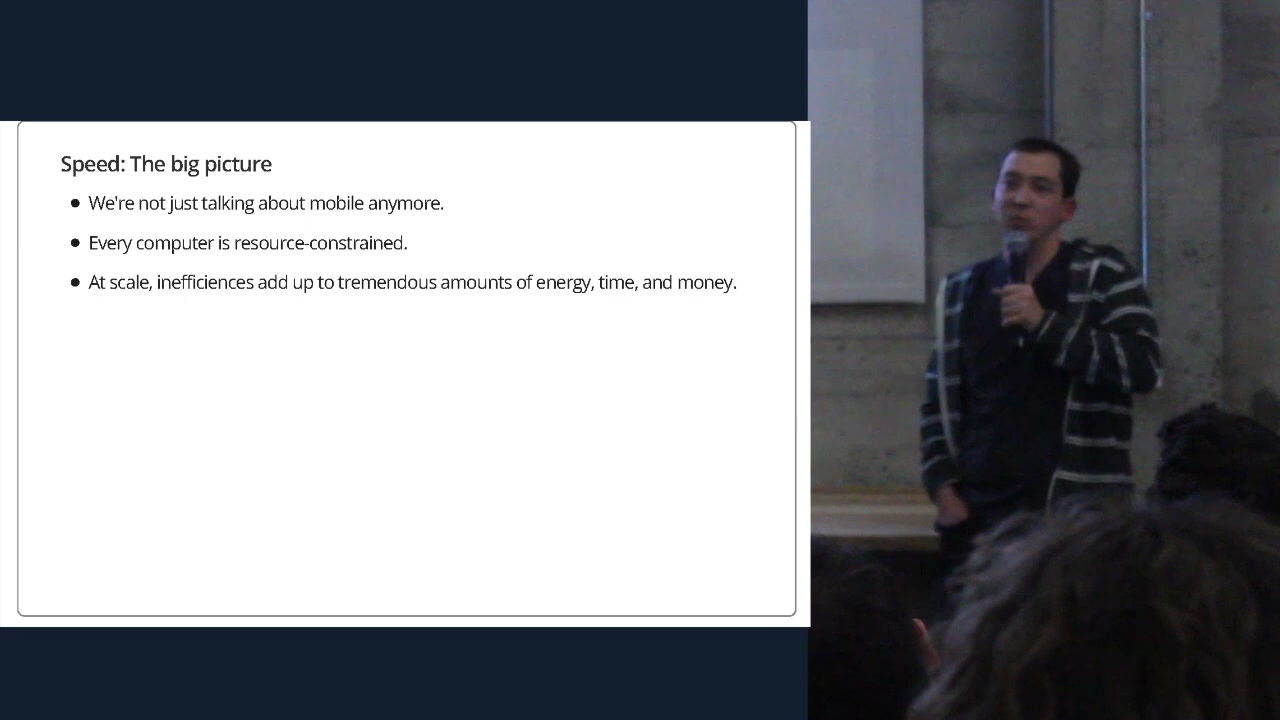 Speed: The big picture
● We're not just talking about mobile anymore.
● Every computer is resource-constrained.
● At scale, inefficiences add up to tremendous amounts of energy, time, and money.